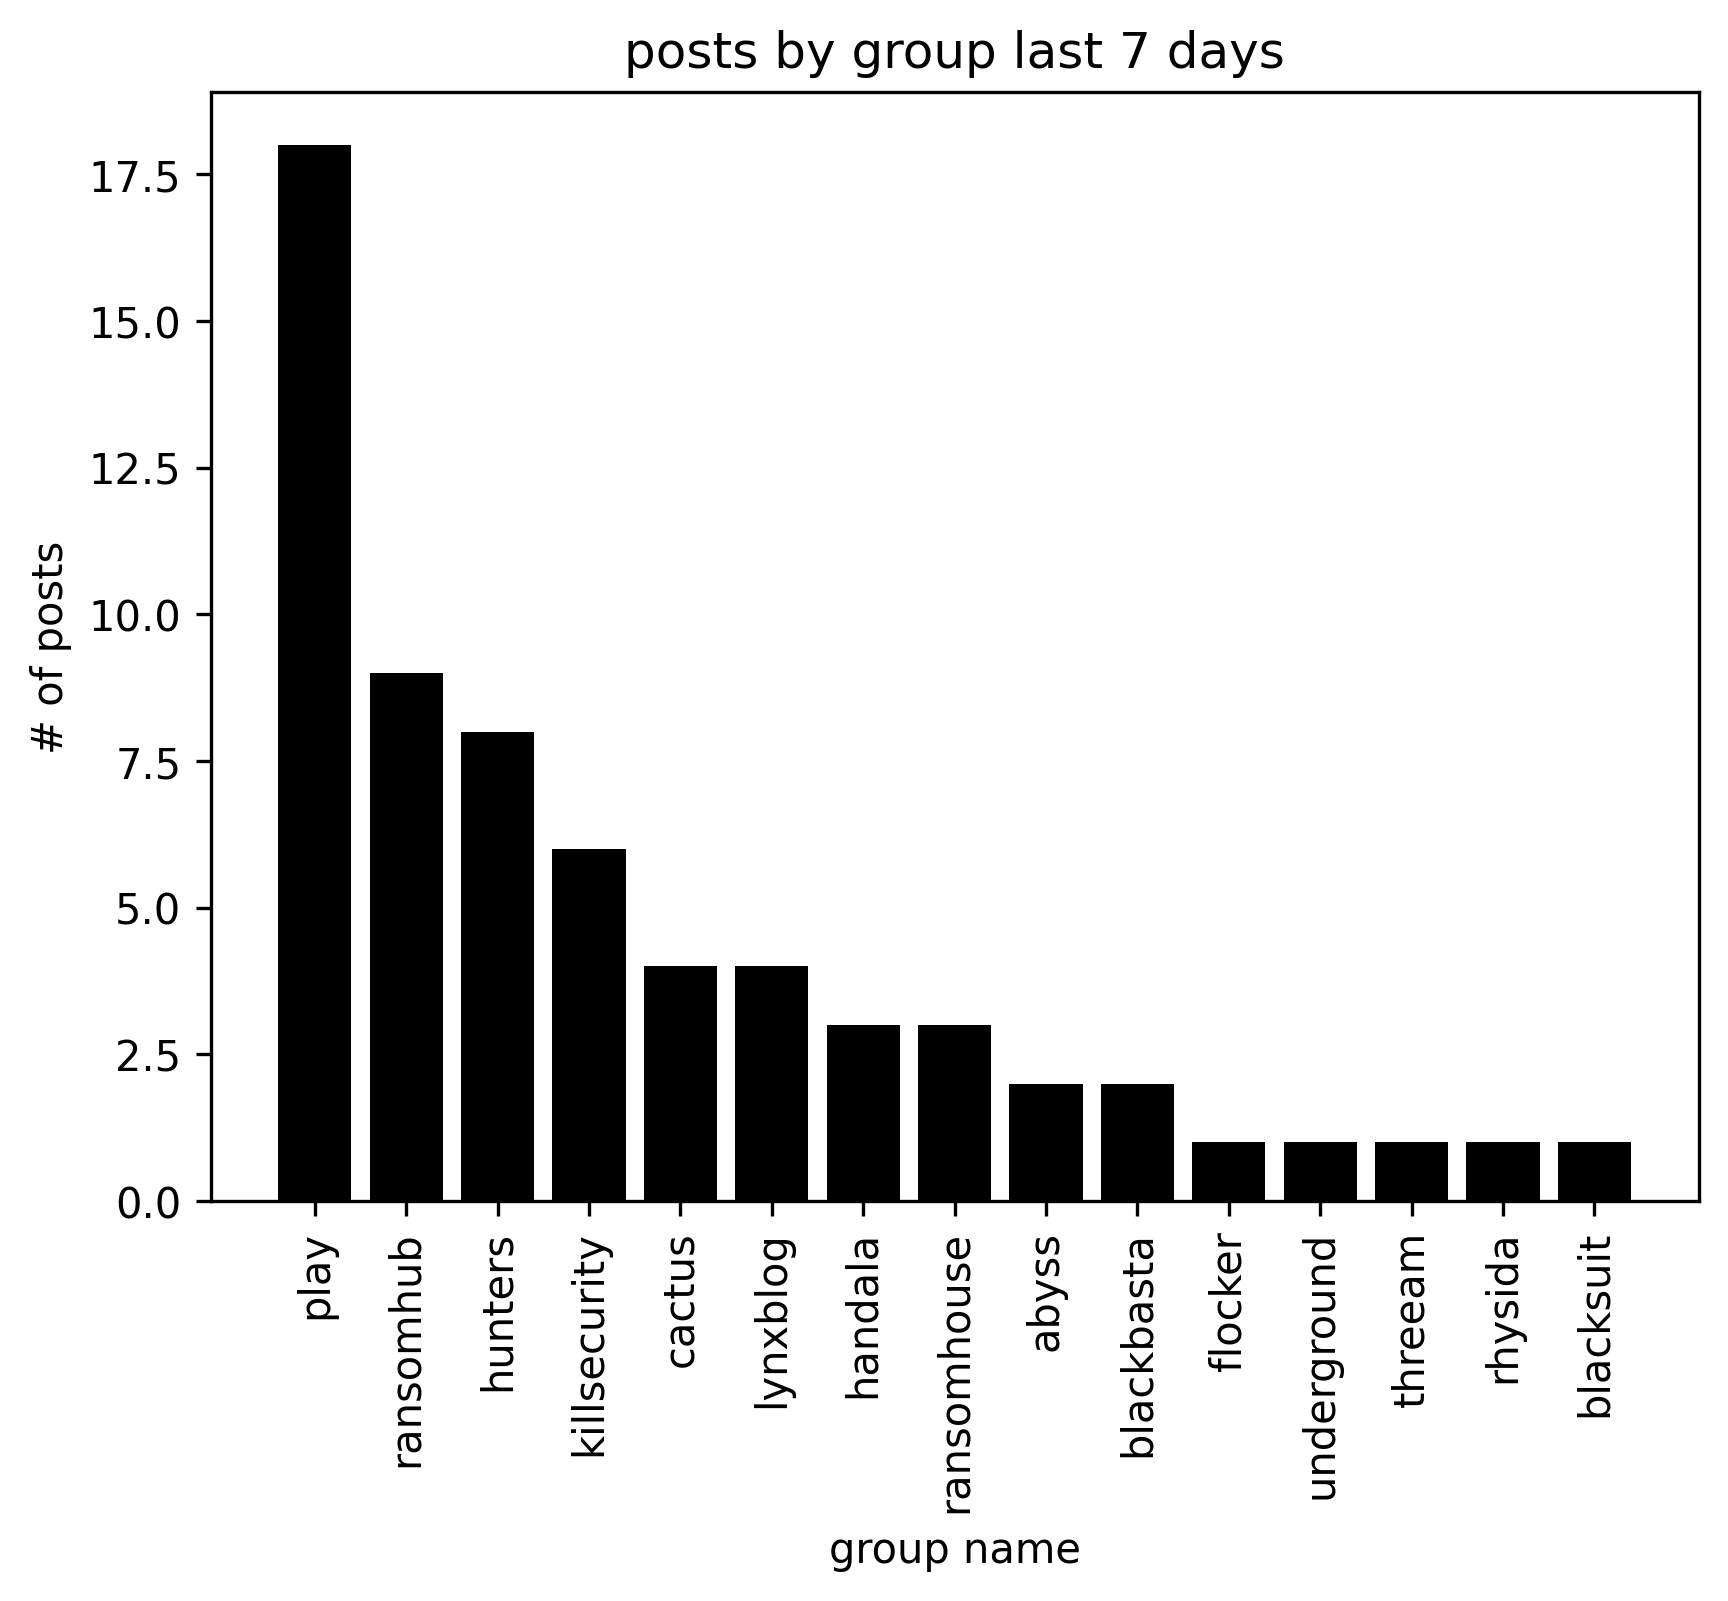 posts by group last 7 days
17.5
15.0
12.5
10.0
7.5
5.0
2.5
0.0
# of posts
play
ransomhub
hunters
killsecurity
cactus
lynxblog
handala
ransomhouse
abyss
blackbasta
flocker
underground
threeam
rhysida
blacksuit
group name